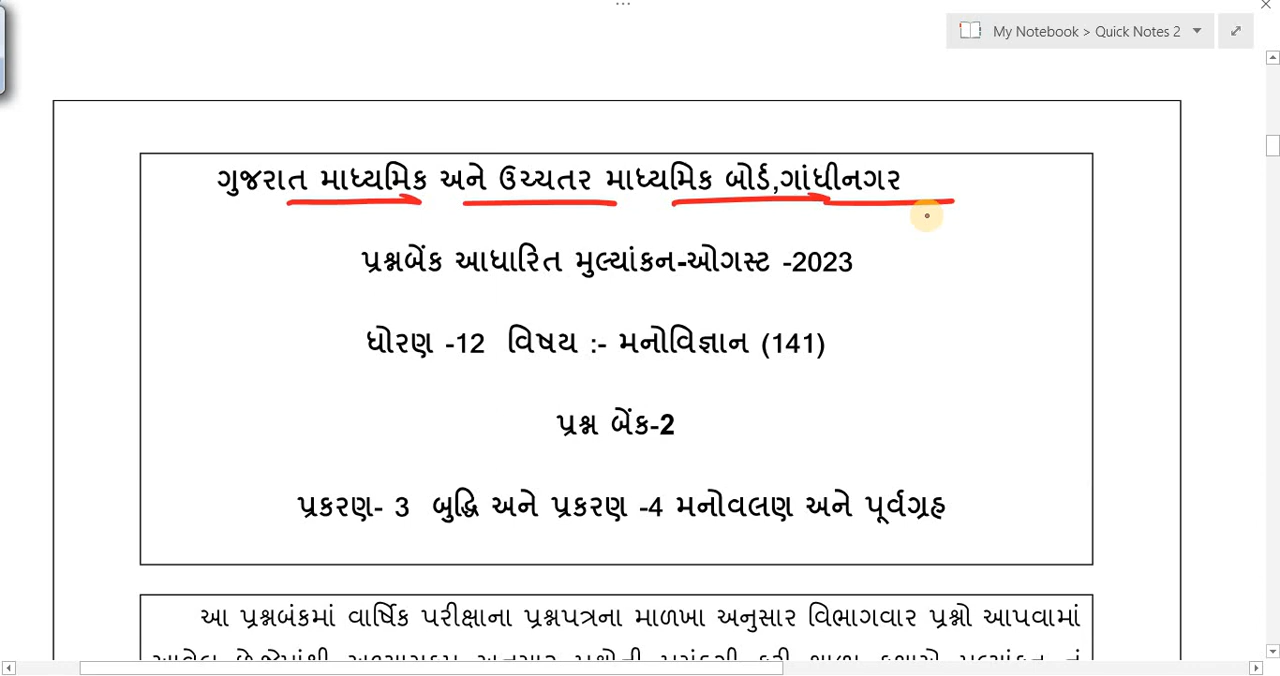 My Notebook > Quick Notes 2
ગુજરાત માધ્યમિક અને ઉચ્ચતર માધ્યમિક બોર્ડ,ગાંધીનગર
પ્રશ્નબેંક આધારિત મુલ્યાંકન-ઓગસ્ટ -2023
ધોરણ -12 વિષય :- મનોવિજ્ઞાન (141)
પ્રશ્ન બેંક-2
પ્રકરણ- 3 બુદ્ધિ અને પ્રકરણ -4 મનોવલણ અને પૂર્વગ્રહ
આ પ્રશ્નબંકમાં વાર્ષિક પરીક્ષાના પ્રશ્નપત્રના માળખા અનુસાર વિભાગવાર પ્રશ્નો આપવામાં